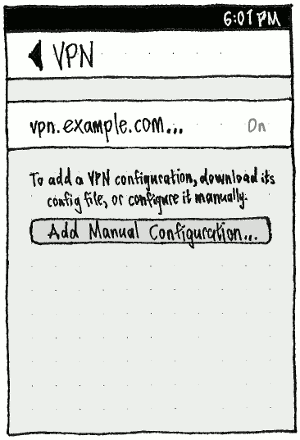 6:01 PM
VPN
vpn.example.com... On
To add a VPN configuration, download its
config file, or configure it manually.
Add Manual Configuration...